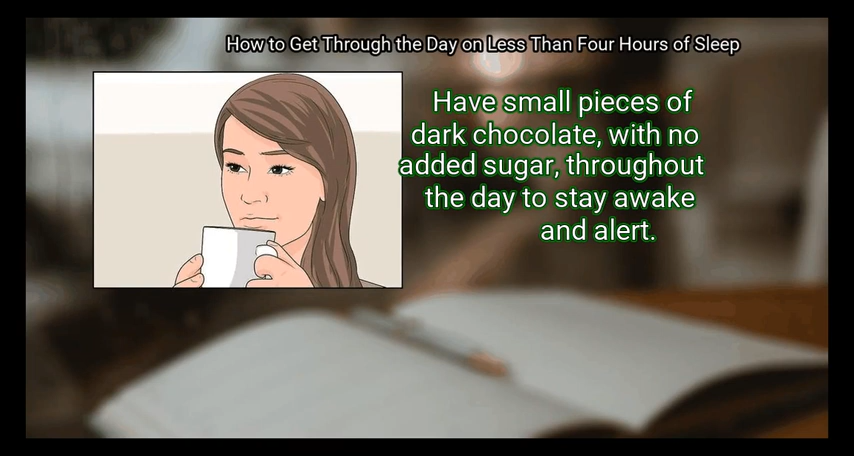 How to Get Through the Day on Less Than Four Hours of Sleep
Have small pieces of
dark chocolate, with no
added sugar, throughout
the day to stay awake
and alert.